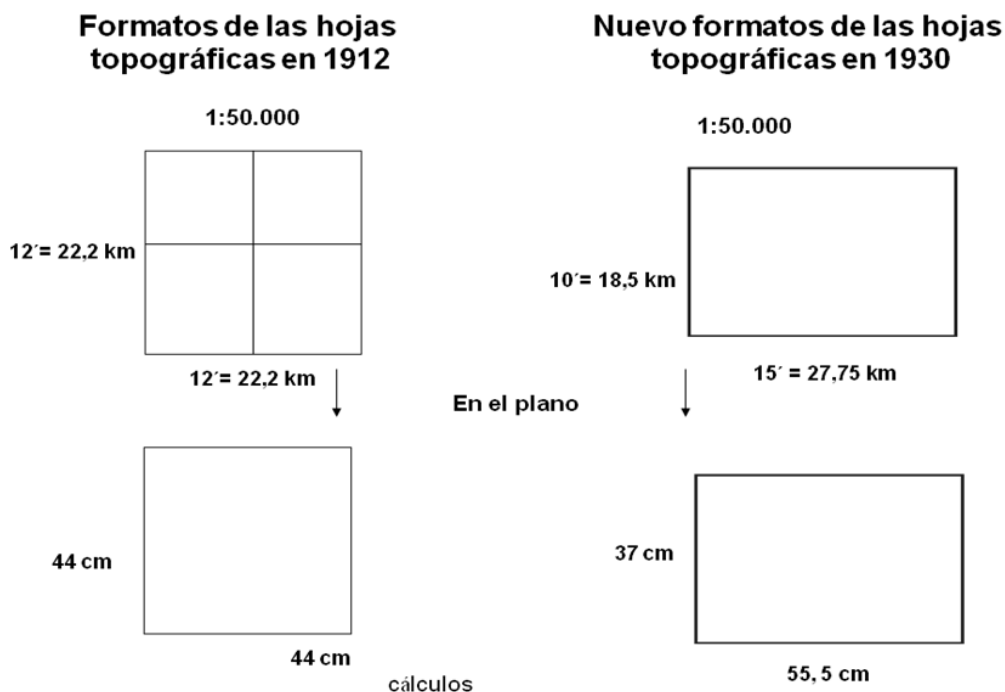 Formatos de las hojas
topográficas en 1912
1:50.000
12´= 22,2 km
12´= 22,2 km
44 cm
44 cm
En el plano
cálculos
Nuevo formatos de las hojas
topográficas en 1930
1:50.000
10´= 18,5 km
15´ = 27,75 km
37 cm
55, 5 cm